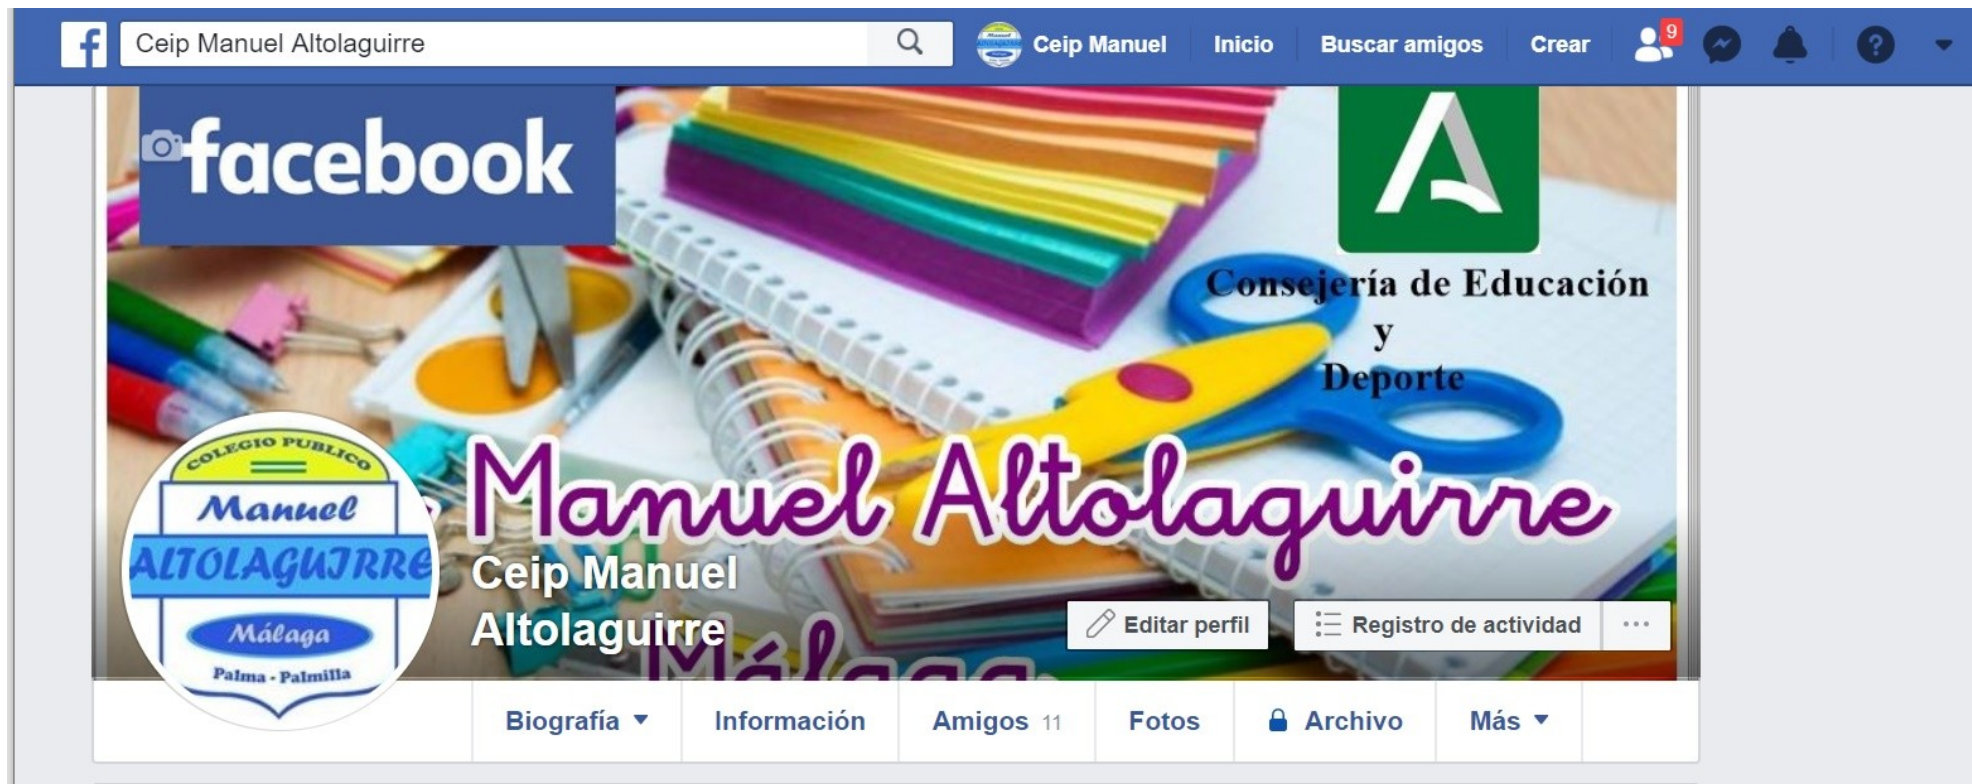 Ceip Manuel Altolaguirre
Ceip Manuel Inicio Buscar amigos Crear 9
facebook
Consejería de Educación
y
Deporte
COLEGIO PUBLICO
Manuel
ALTOLAGUIRRE
Málaga
Palma - Palmilla
Manuel Altolaguirre
Málaga
Ceip Manuel
Altolaguirre
Editar perfil
Registro de actividad
Biografía Información Amigos 11 Fotos Archivo Más